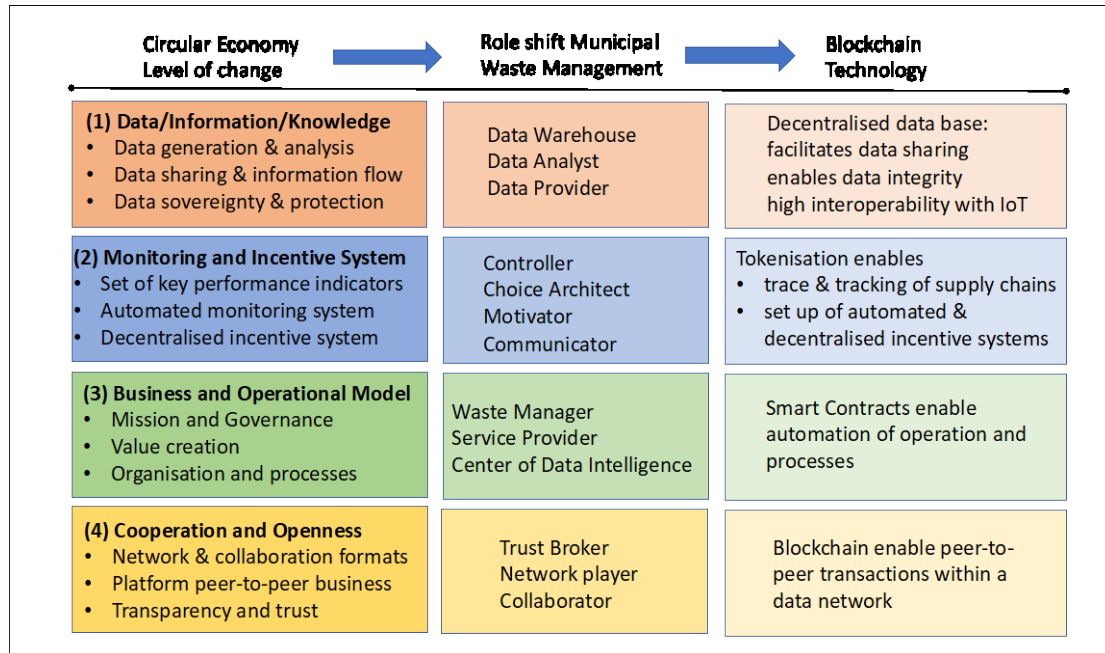 Circular Economy
Level of change
Role shift Municipal
Waste Management
Blockchain
Technology
(1) Data/Information/Knowledge
• Data generation & analysis
• Data sharing & information flow
• Data sovereignty & protection
Data Warehouse
Data Analyst
Data Provider
Decentralised data base:
facilitates data sharing
enables data integrity
high interoperability with IoT
(2) Monitoring and Incentive System
• Set of key performance indicators
• Automated monitoring system
• Decentralised incentive system
Controller
Choice Architect
Motivator
Communicator
Tokenisation enables
• trace & tracking of supply chains
• set up of automated &
decentralised incentive systems
(3) Business and Operational Model
• Mission and Governance
• Value creation
• Organisation and processes
Waste Manager
Service Provider
Center of Data Intelligence
Smart Contracts enable
automation of operation and
processes
(4) Cooperation and Openness
• Network & collaboration formats
• Platform peer-to-peer business
• Transparency and trust
Trust Broker
Network player
Collaborator
Blockchain enable peer-to-
peer transactions within a
data network